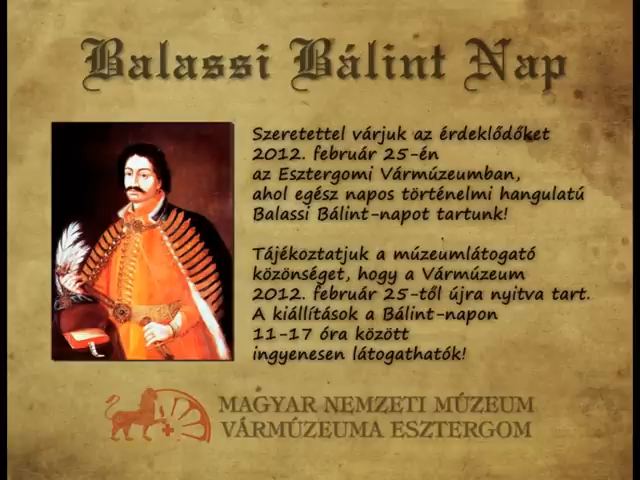 Balassi Bálint Nap
Szeretettel várjuk az érdeklődőket
2012. február 25-én
az Esztergomi Vármúzeumban,
ahol egész napos történelmi hangulatú
Balassi Bálint-napot tartunk!
Tájékoztatjuk a múzeumlátogató
közönséget, hogy a Vármúzeum
2012. február 25-től újra nyitva tart.
A kiállítások a Bálint-napon
11-17 óra között
ingyenesen látogathatók!
MAGYAR NEMZETI MÚZEUM
VÁRMÚZEUMA ESZTERGOM